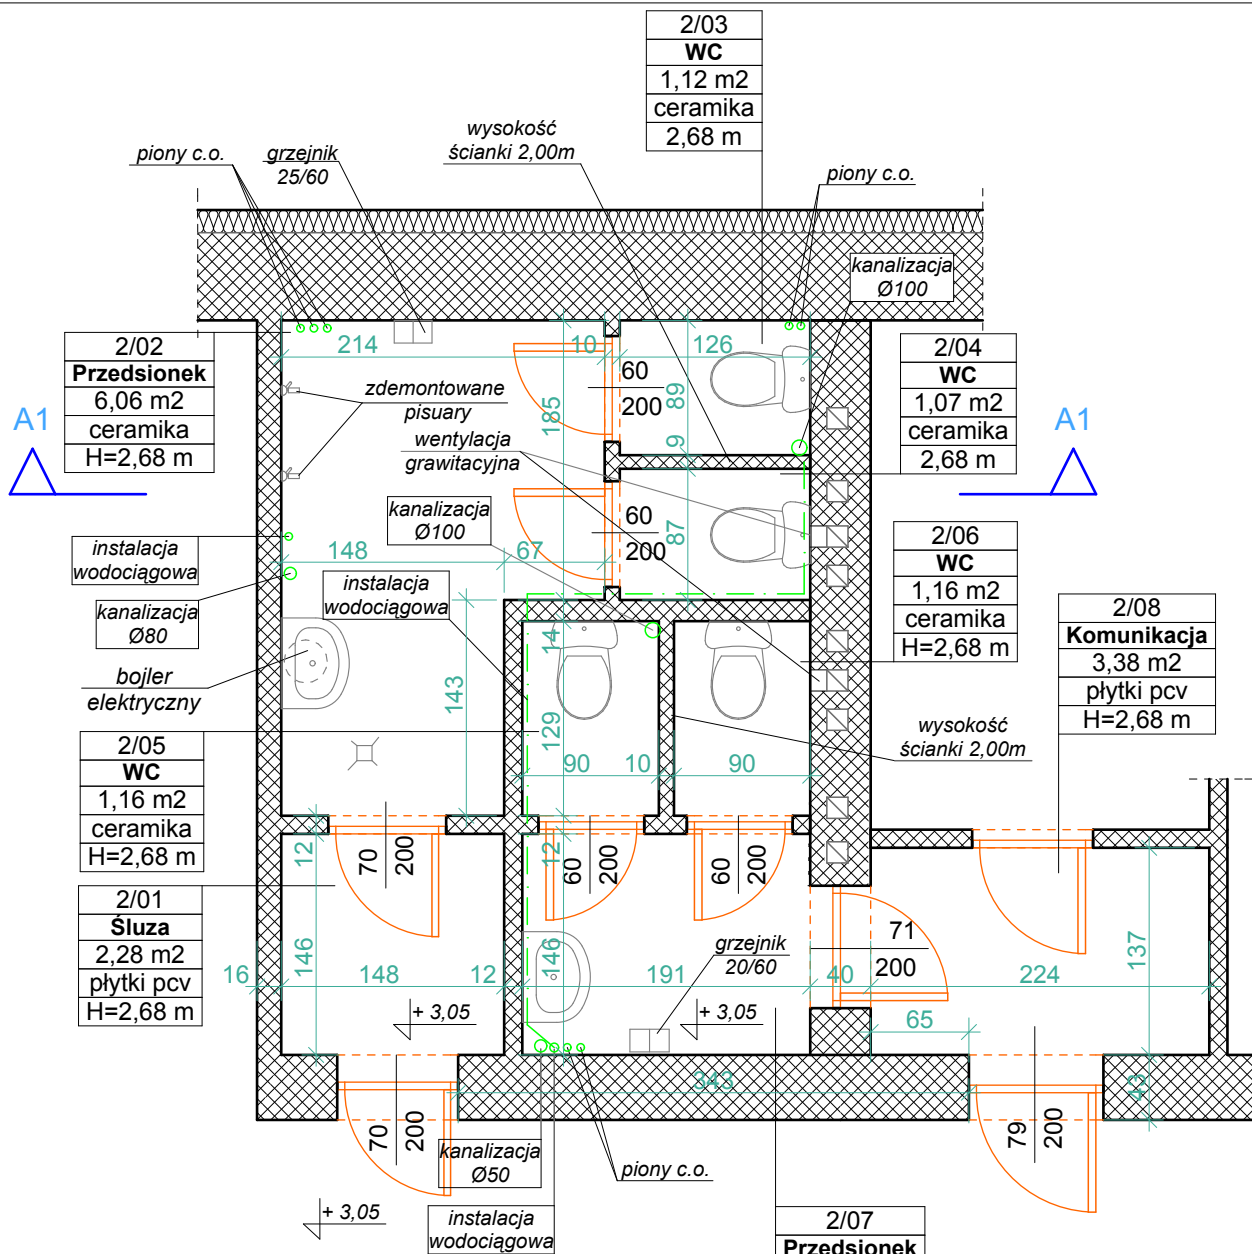 2/03
WC
1,12 m2
ceramika
2,68 m
wysokość
ścianki 2,00m
piony c.o.
grzejnik
25/60
piony c.o.
kanalizacja
Ø100
2/02
Przedsionek
6,06 m2
ceramika
H=2,68 m
214
10
126
60
200
89
185
9
2/04
WC
1,07 m2
ceramika
2,68 m
zdemontowane
pisuary
wentylacja
grawitacyjna
A1
A1
kanalizacja
Ø100
60
200
87
instalacja
wodociągowa
148
67
instalacja
wodociągowa
kanalizacja
Ø80
2/06
WC
1,16 m2
ceramika
H=2,68 m
2/08
Komunikacja
3,38 m2
płytki pcv
H=2,68 m
bojler
elektryczny
14
143
129
90
10
90
wysokość
ścianki 2,00m
2/05
WC
1,16 m2
ceramika
H=2,68 m
12
70
200
12
60
200
60
200
2/01
Śluza
2,28 m2
płytki pcv
H=2,68 m
16
146
148
12
146
191
grzejnik
20/60
71
200
40
224
137
+ 3,05
+ 3,05
65
343
43
70
200
79
200
kanalizacja
Ø50
piony c.o.
+ 3,05
instalacja
wodociągowa
2/07
Przedsionek